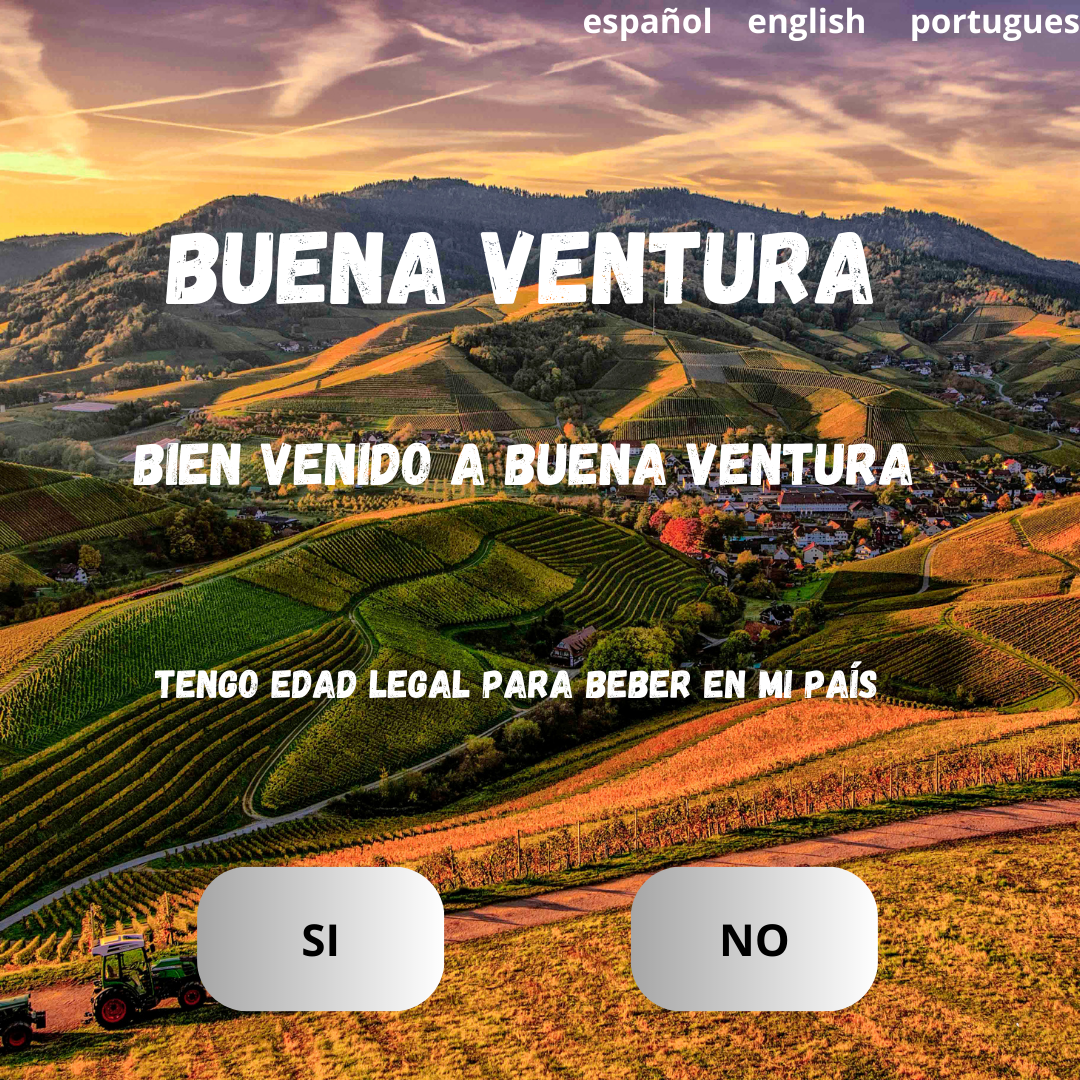 español english portugues
BUENA VENTURA
BIEN VENIDO A BUENA VENTURA
TENGO EDAD LEGAL PARA BEBER EN MI PAÍS
SI NO